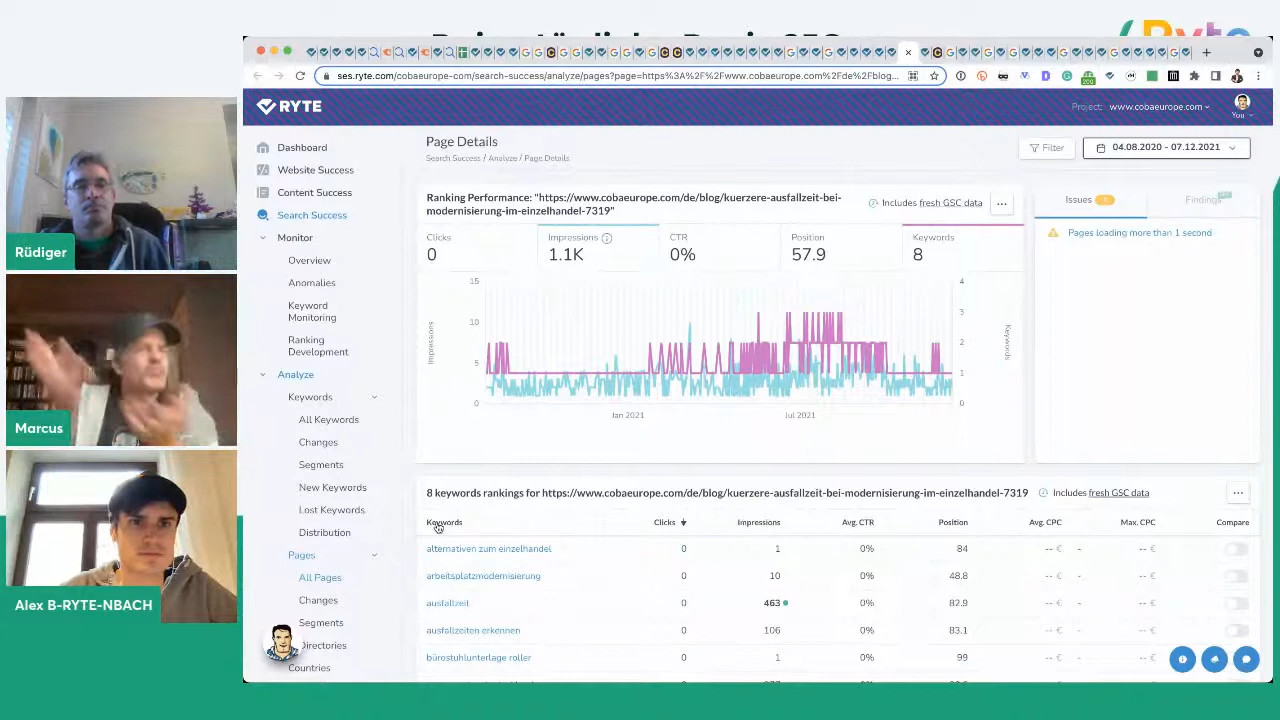 Ryte
ses.ryte.com/cobaeurope-com/search-success/analyze/pages?page=https%3A%2F%2Fwww.cobaeurope.com%2Fde%2Fblog...
200
RYTE
Project: www.cobaeurope.com
You
Dashboard
Website Success
Content Success
Search Success
Monitor
Overview
Anomalies
Keyword
Monitoring
Ranking
Development
Analyze
Keywords
All Keywords
Changes
Segments
New Keywords
Lost Keywords
Distribution
Pages
All Pages
Changes
Segments
Directories
Countries
Page Details
Search Success / Analyze / Page Details
Filter
04.08.2020 - 07.12.2021
Ranking Performance: "https://www.cobaeurope.com/de/blog/kuerzere-ausfallzeit-bei-
modernisierung-im-einzelhandel-7319"
Includes fresh GSC data
...
Clicks
0
Impressions
1.1K
CTR
0%
Position
57.9
Keywords
8
15
10
5
0
Impressions
4
3
2
1
0
Keywords
Jan 2021
Jul 2021
Issues
Findings
Pages loading more than 1 second
8 keywords rankings for https://www.cobaeurope.com/de/blog/kuerzere-ausfallzeit-bei-modernisierung-im-einzelhandel-7319
Includes fresh GSC data
...
Keywords Clicks Impressions Avg. CTR Position Avg. CPC Max. CPC Compare
alternativen zum einzelhandel 0 1 0% 84 -- € - -- €
arbeitsplatzmodernisierung 0 10 0% 48.8 -- € - -- €
ausfallzeit 0 463 0% 82.9 -- € - -- €
ausfallzeiten erkennen 0 106 0% 83.1 -- € - -- €
bürostuhlunterlage roller 0 1 0% 99 -- € - -- €
Rüdiger
Marcus
Alex B-RYTE-NBACH